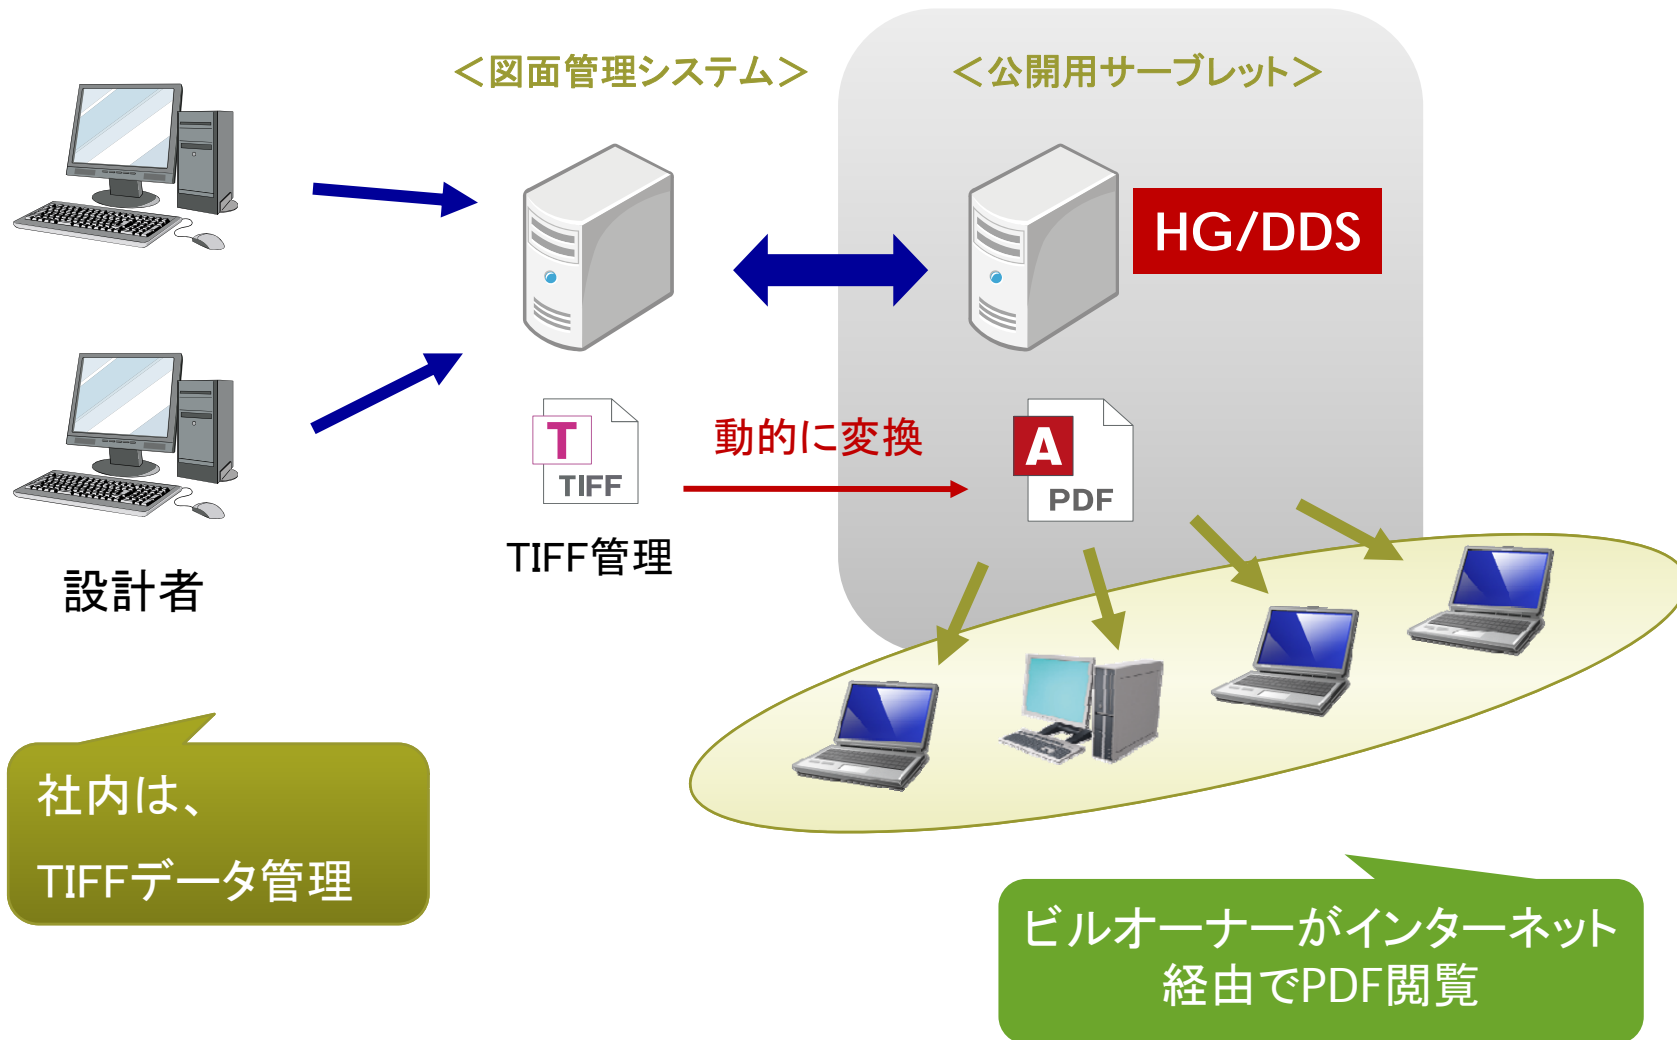 ＜図面管理システム＞
＜公開用サーブレット＞
HG/DDS
T
TIFF
動的に変換
A
PDF
TIFF管理
設計者
社内は、
TIFFデータ管理
ビルオーナーがインターネット
経由でPDF閲覧